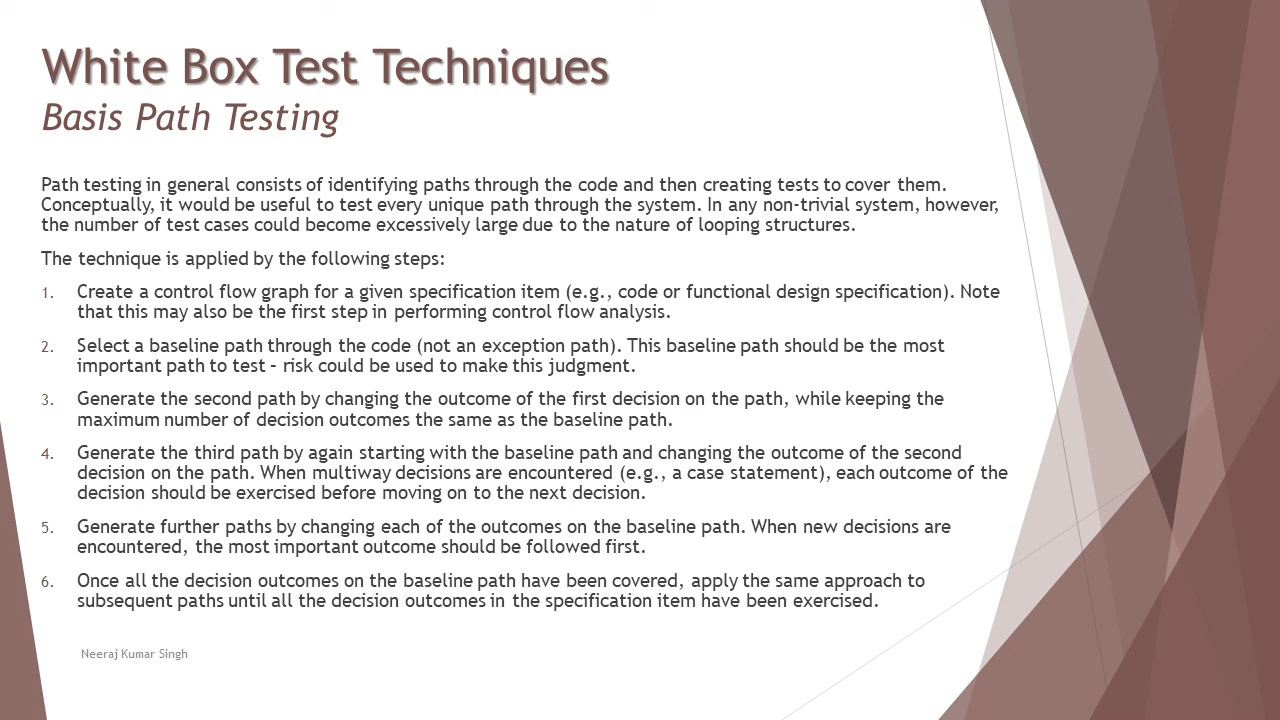 White Box Test Techniques
Basis Path Testing
Path testing in general consists of identifying paths through the code and then creating tests to cover them.
Conceptually, it would be useful to test every unique path through the system. In any non-trivial system, however,
the number of test cases could become excessively large due to the nature of looping structures.
The technique is applied by the following steps:
1. Create a control flow graph for a given specification item (e.g., code or functional design specification). Note
that this may also be the first step in performing control flow analysis.
2. Select a baseline path through the code (not an exception path). This baseline path should be the most
important path to test – risk could be used to make this judgment.
3. Generate the second path by changing the outcome of the first decision on the path, while keeping the
maximum number of decision outcomes the same as the baseline path.
4. Generate the third path by again starting with the baseline path and changing the outcome of the second
decision on the path. When multiway decisions are encountered (e.g., a case statement), each outcome of the
decision should be exercised before moving on to the next decision.
5. Generate further paths by changing each of the outcomes on the baseline path. When new decisions are
encountered, the most important outcome should be followed first.
6. Once all the decision outcomes on the baseline path have been covered, apply the same approach to
subsequent paths until all the decision outcomes in the specification item have been exercised.
Neeraj Kumar Singh